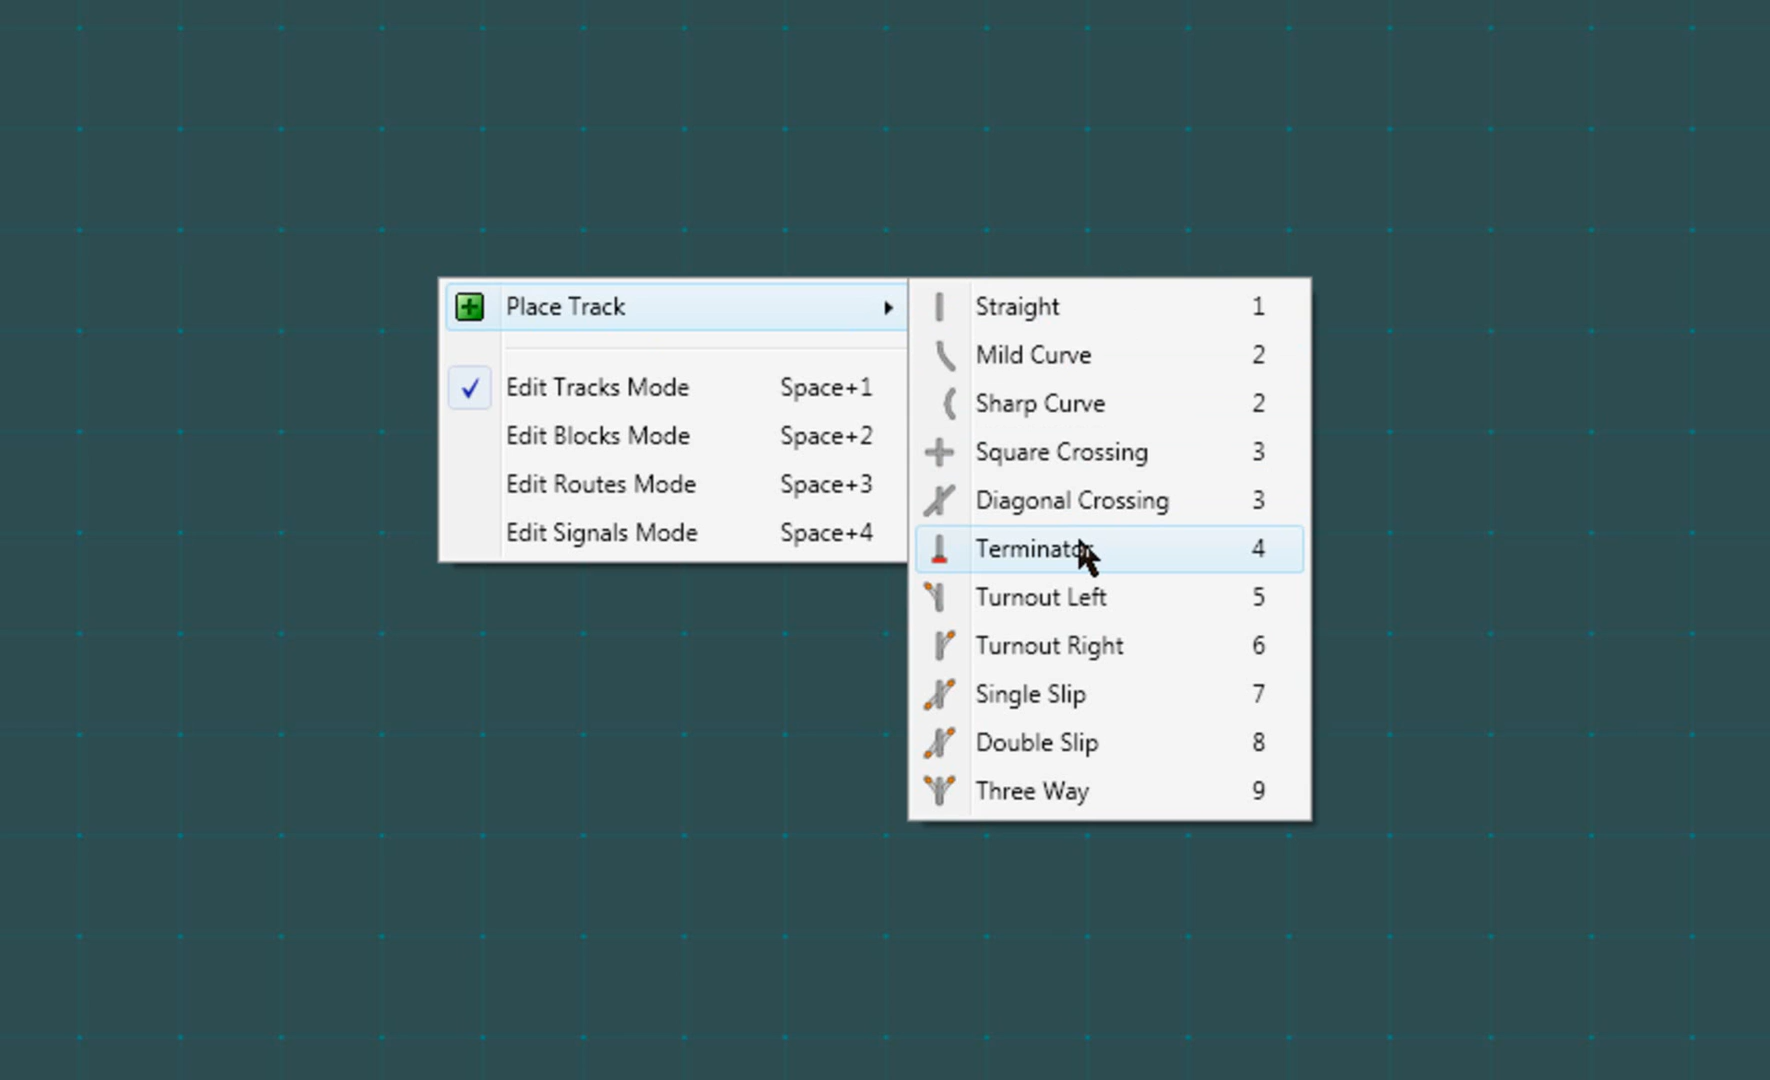 Place Track
Edit Tracks Mode Space+1
Edit Blocks Mode Space+2
Edit Routes Mode Space+3
Edit Signals Mode Space+4
Straight 1
Mild Curve 2
Sharp Curve 2
Square Crossing 3
Diagonal Crossing 3
Terminator 4
Turnout Left 5
Turnout Right 6
Single Slip 7
Double Slip 8
Three Way 9